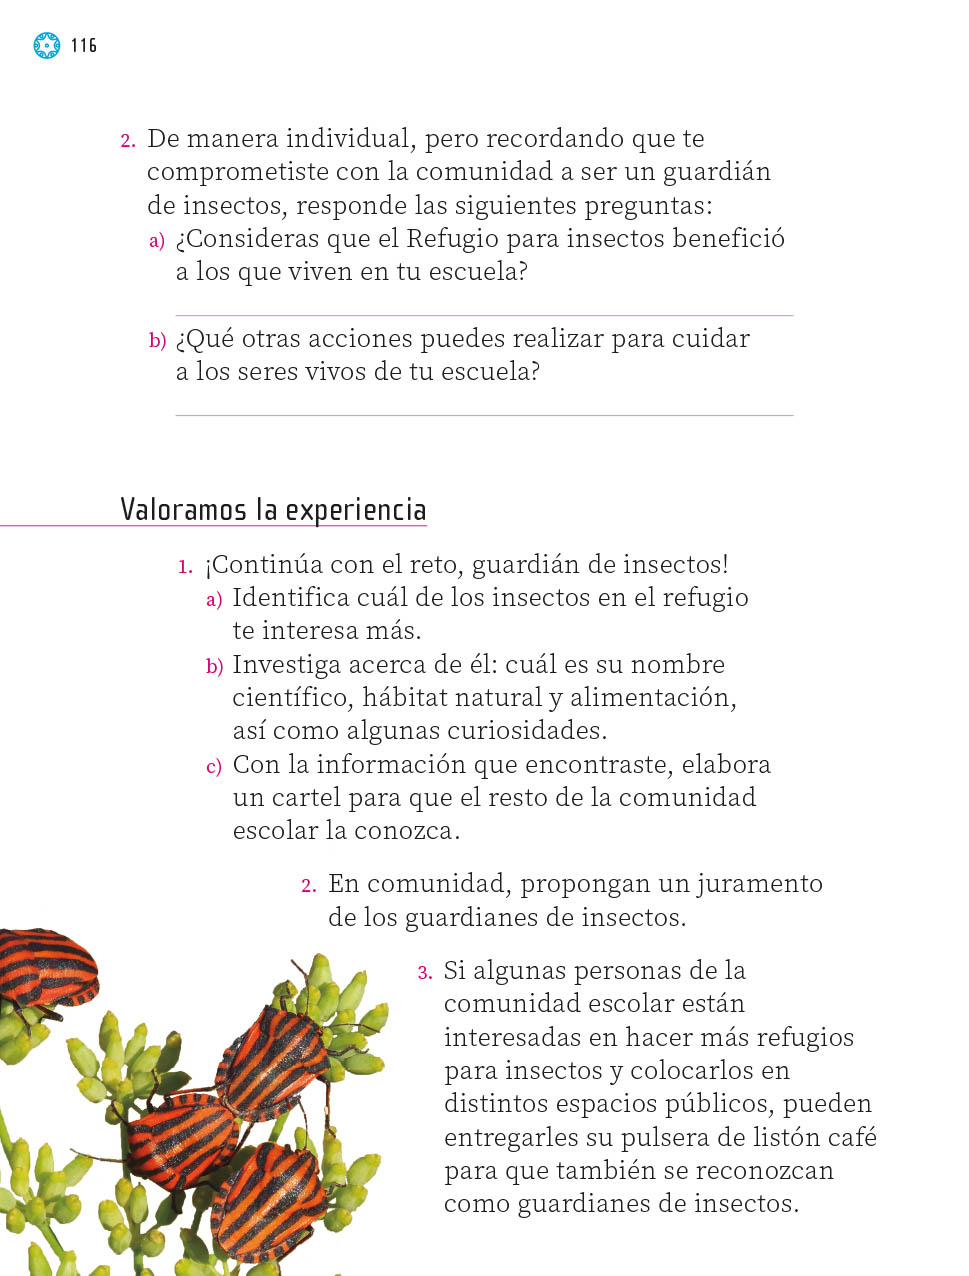 116
2. De manera individual, pero recordando que te
comprometiste con la comunidad a ser un guardián
de insectos, responde las siguientes preguntas:
a) ¿Consideras que el Refugio para insectos benefició
a los que viven en tu escuela?
b) ¿Qué otras acciones puedes realizar para cuidar
a los seres vivos de tu escuela?
Valoramos la experiencia
1. ¡Continúa con el reto, guardián de insectos!
a) Identifica cuál de los insectos en el refugio
te interesa más.
b) Investiga acerca de él: cuál es su nombre
científico, hábitat natural y alimentación,
así como algunas curiosidades.
c) Con la información que encontraste, elabora
un cartel para que el resto de la comunidad
escolar la conozca.
2. En comunidad, propongan un juramento
de los guardianes de insectos.
3. Si algunas personas de la
comunidad escolar están
interesadas en hacer más refugios
para insectos y colocarlos en
distintos espacios públicos, pueden
entregarles su pulsera de listón café
para que también se reconozcan
como guardianes de insectos.